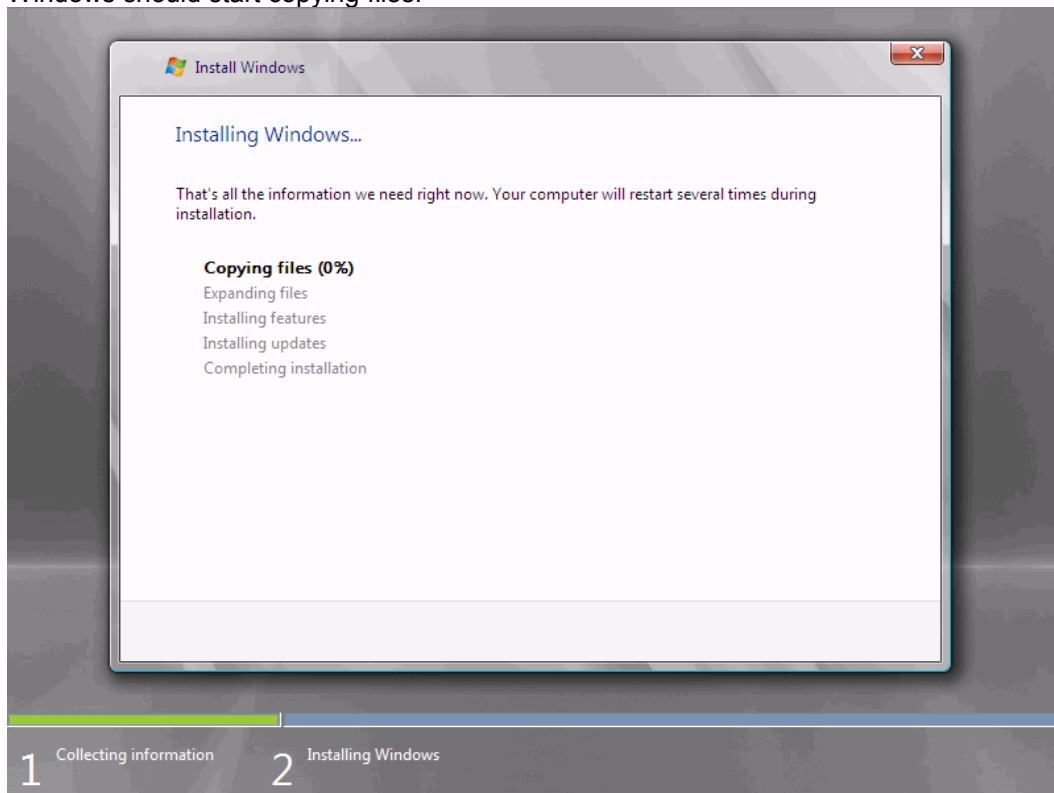 Windows should start copying files.
Install Windows
Installing Windows...
That's all the information we need right now. Your computer will restart several times during
installation.
Copying files (0%)
Expanding files
Installing features
Installing updates
Completing installation
1 Collecting information 2 Installing Windows